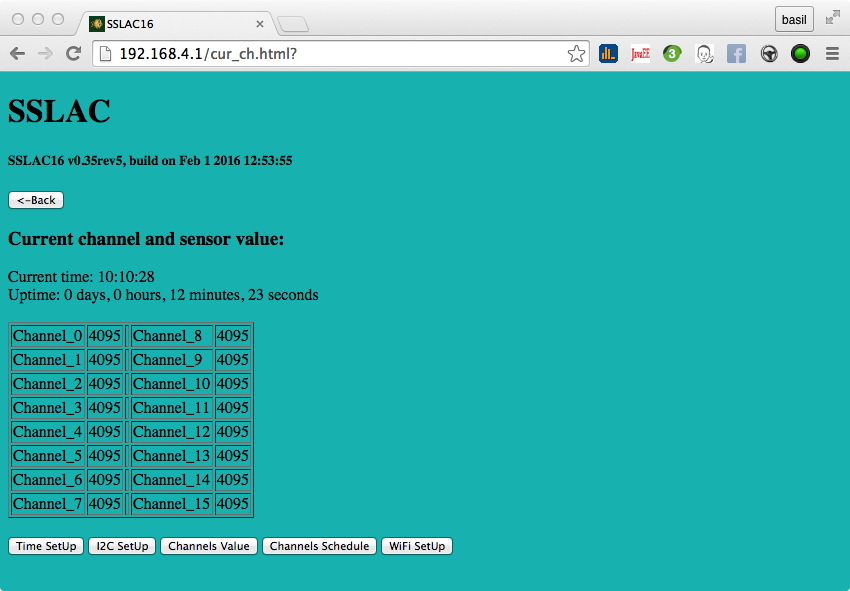 SSLAC16
basil
192.168.4.1/cur_ch.html?
JavaEE
3
SSLAC
SSLAC16 v0.35rev5, build on Feb 1 2016 12:53:55
<-Back
Current channel and sensor value:
Current time: 10:10:28
Uptime: 0 days, 0 hours, 12 minutes, 23 seconds
Channel_0 4095 Channel_8 4095
Channel_1 4095 Channel_9 4095
Channel_2 4095 Channel_10 4095
Channel_3 4095 Channel_11 4095
Channel_4 4095 Channel_12 4095
Channel_5 4095 Channel_13 4095
Channel_6 4095 Channel_14 4095
Channel_7 4095 Channel_15 4095
Time SetUp I2C SetUp Channels Value Channels Schedule WiFi SetUp